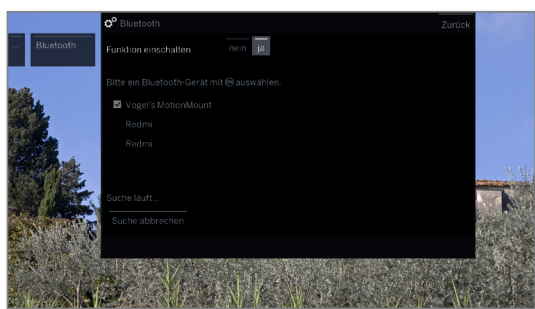 Bluetooth
Zurück
... Bluetooth
Funktion einschalten nein ja
Bitte ein Bluetooth-Gerät mit OK auswählen.
Vogel's MotionMount
Redmi
Redmi
Suche läuft ...
Suche abbrechen